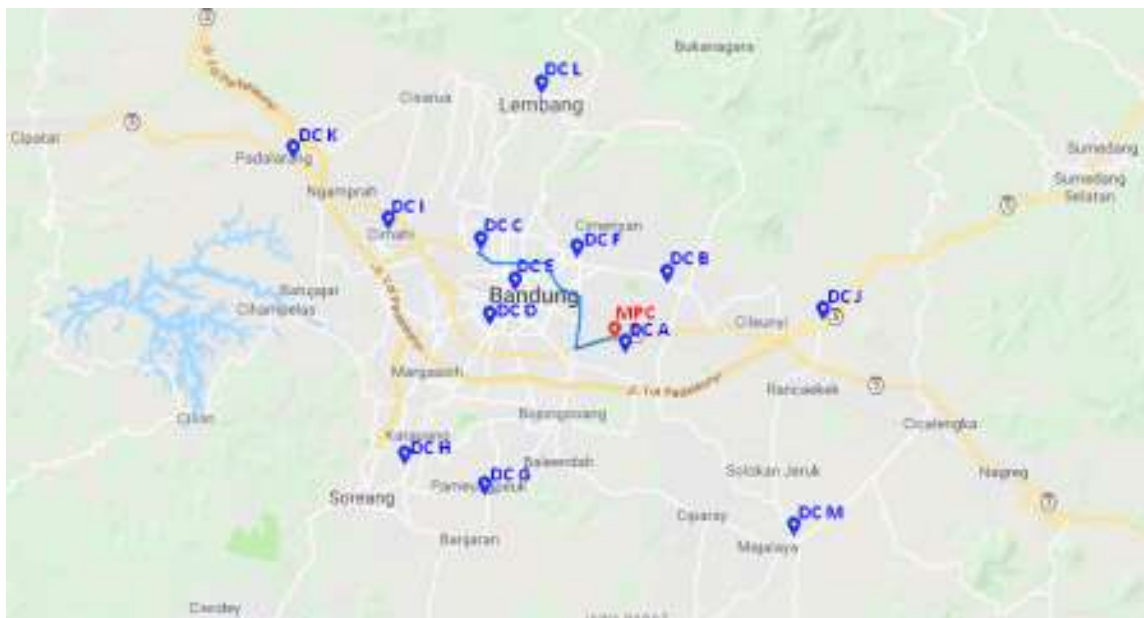 Bukanagara
DC L
Cisarua
Lembang
Cipatat
DC K
Padalarang
Sumedang
Sumedang
Selatan
Ngamprah
DC I
Cimahi
DC C
Cimenyan
DC F
DC E
DC B
Batujajar
Cihampelas
Bandung
DC D
MPC
DC A
Cileunyi
DC J
Margaasih
Rancaekek
Bojongsoang
Cililin
Cicalengka
Katapang
DC H
Baleendah
Solokan Jeruk
Nagreg
Soreang
DC G
Ciparay
DC M
Majalaya
Banjaran
Ciwidey